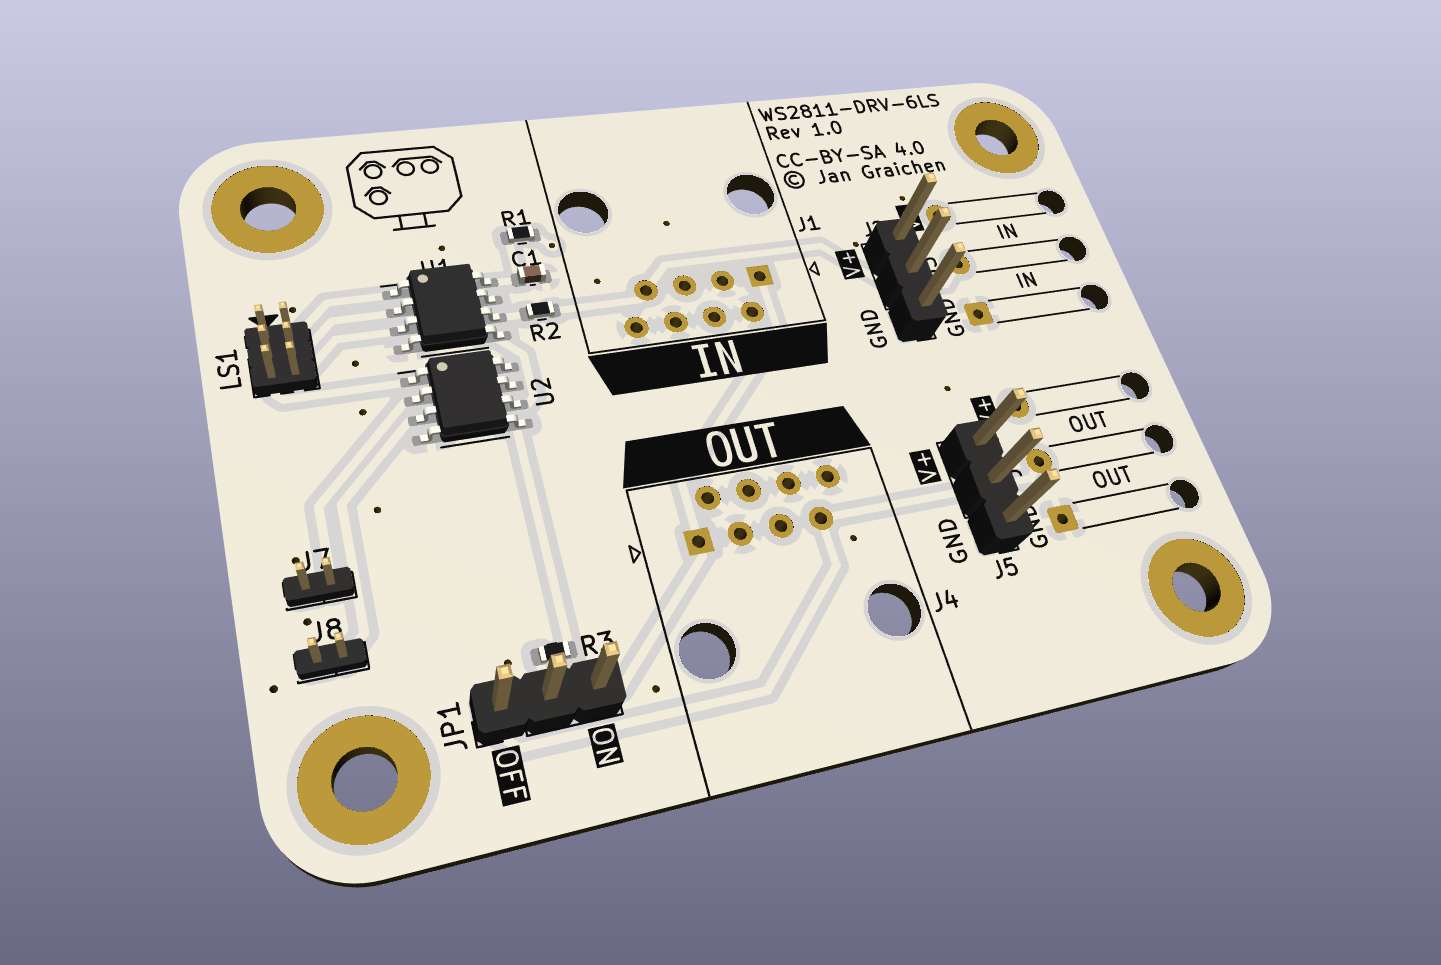 WS2811-DRV-6LS
Rev 1.0
CC-BY-SA 4.0
© Jan Graichen
R1
J1
IN
C1
U1
IN
+V
R2
GND
GND
LS1
IN
U2
OUT
OUT
+V
OUT
GND
GND
J7
J5
J4
J8
R3
JP1
ON
OFF